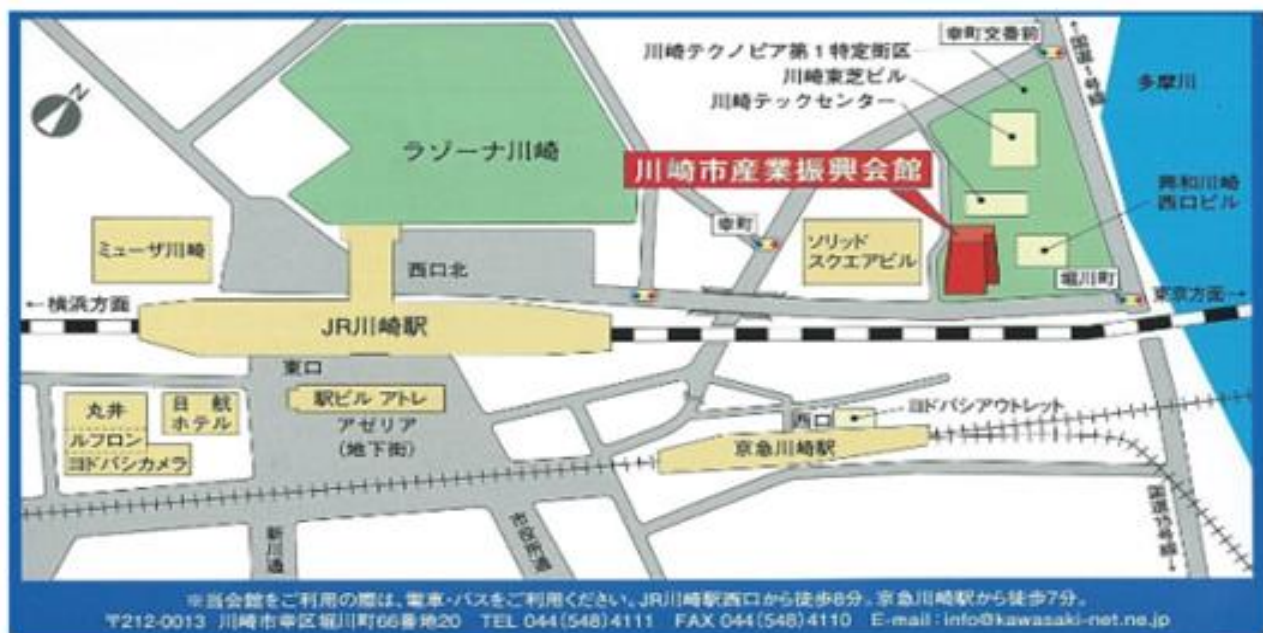 N
川崎テクノピア第1特定街区
川崎東芝ビル
川崎テックセンター
幸町交番前
多摩川
ラゾーナ川崎
川崎市産業振興会館
興和川崎
西口ビル
ミューザ川崎
西口北
幸町
ソリッド
スクエアビル
堀川町
←横浜方面
東京方面→
JR川崎駅
東口
丸井
ルフロン
ヨドバシカメラ
日航
ホテル
駅ビル アトレ
アゼリア
(地下街)
西口
ヨドバシアウトレット
京急川崎駅
新川通
市役所通
国道15号線→
※当会館をご利用の際は、電車・バスをご利用ください。JR川崎駅西口から徒歩8分。京急川崎駅から徒歩7分。
〒212-0013 川崎市幸区堀川町66番地20 TEL 044(548)4111 FAX 044(548)4110 E-mail:info@kawasaki-net.ne.jp